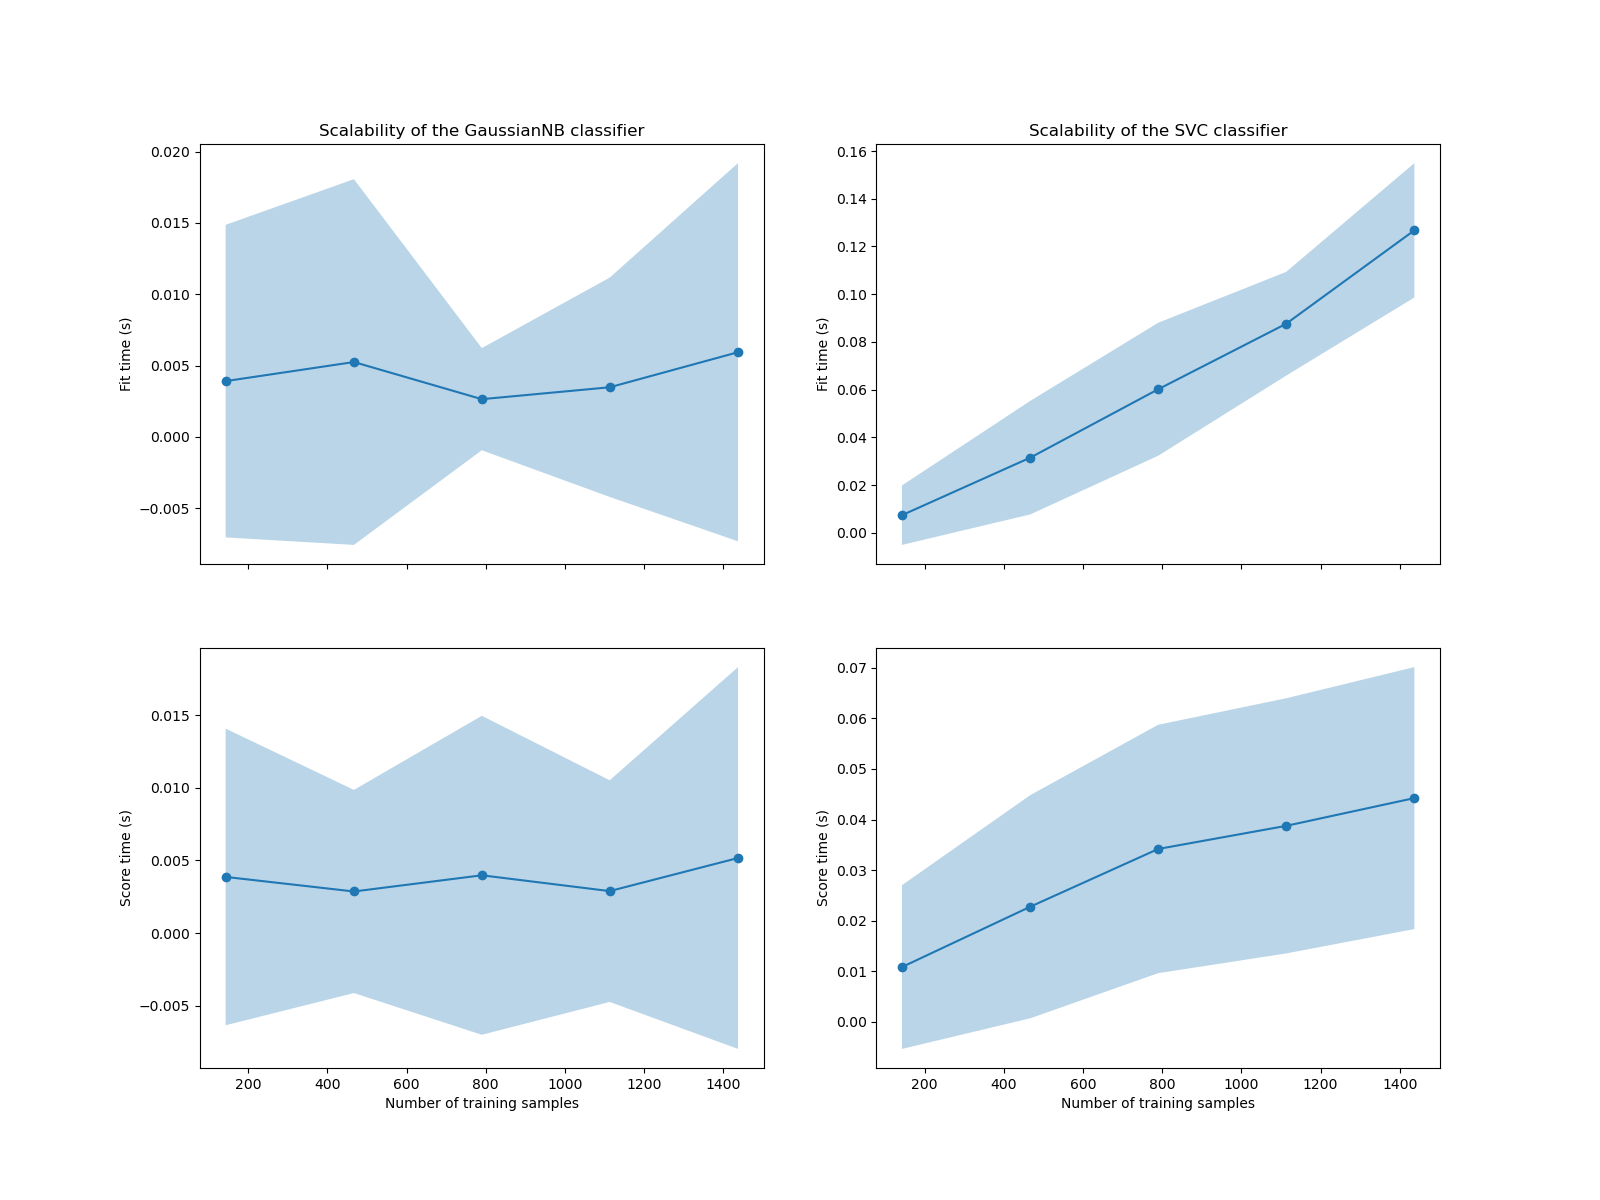 Scalability of the GaussianNB classifier
0.020
0.015
0.010
0.005
0.000
−0.005
Fit time (s)
Scalability of the SVC classifier
0.16
0.14
0.12
0.10
0.08
0.06
0.04
0.02
0.00
Fit time (s)
0.015
0.010
0.005
0.000
−0.005
Score time (s)
200 400 600 800 1000 1200 1400
Number of training samples
0.07
0.06
0.05
0.04
0.03
0.02
0.01
0.00
Score time (s)
200 400 600 800 1000 1200 1400
Number of training samples